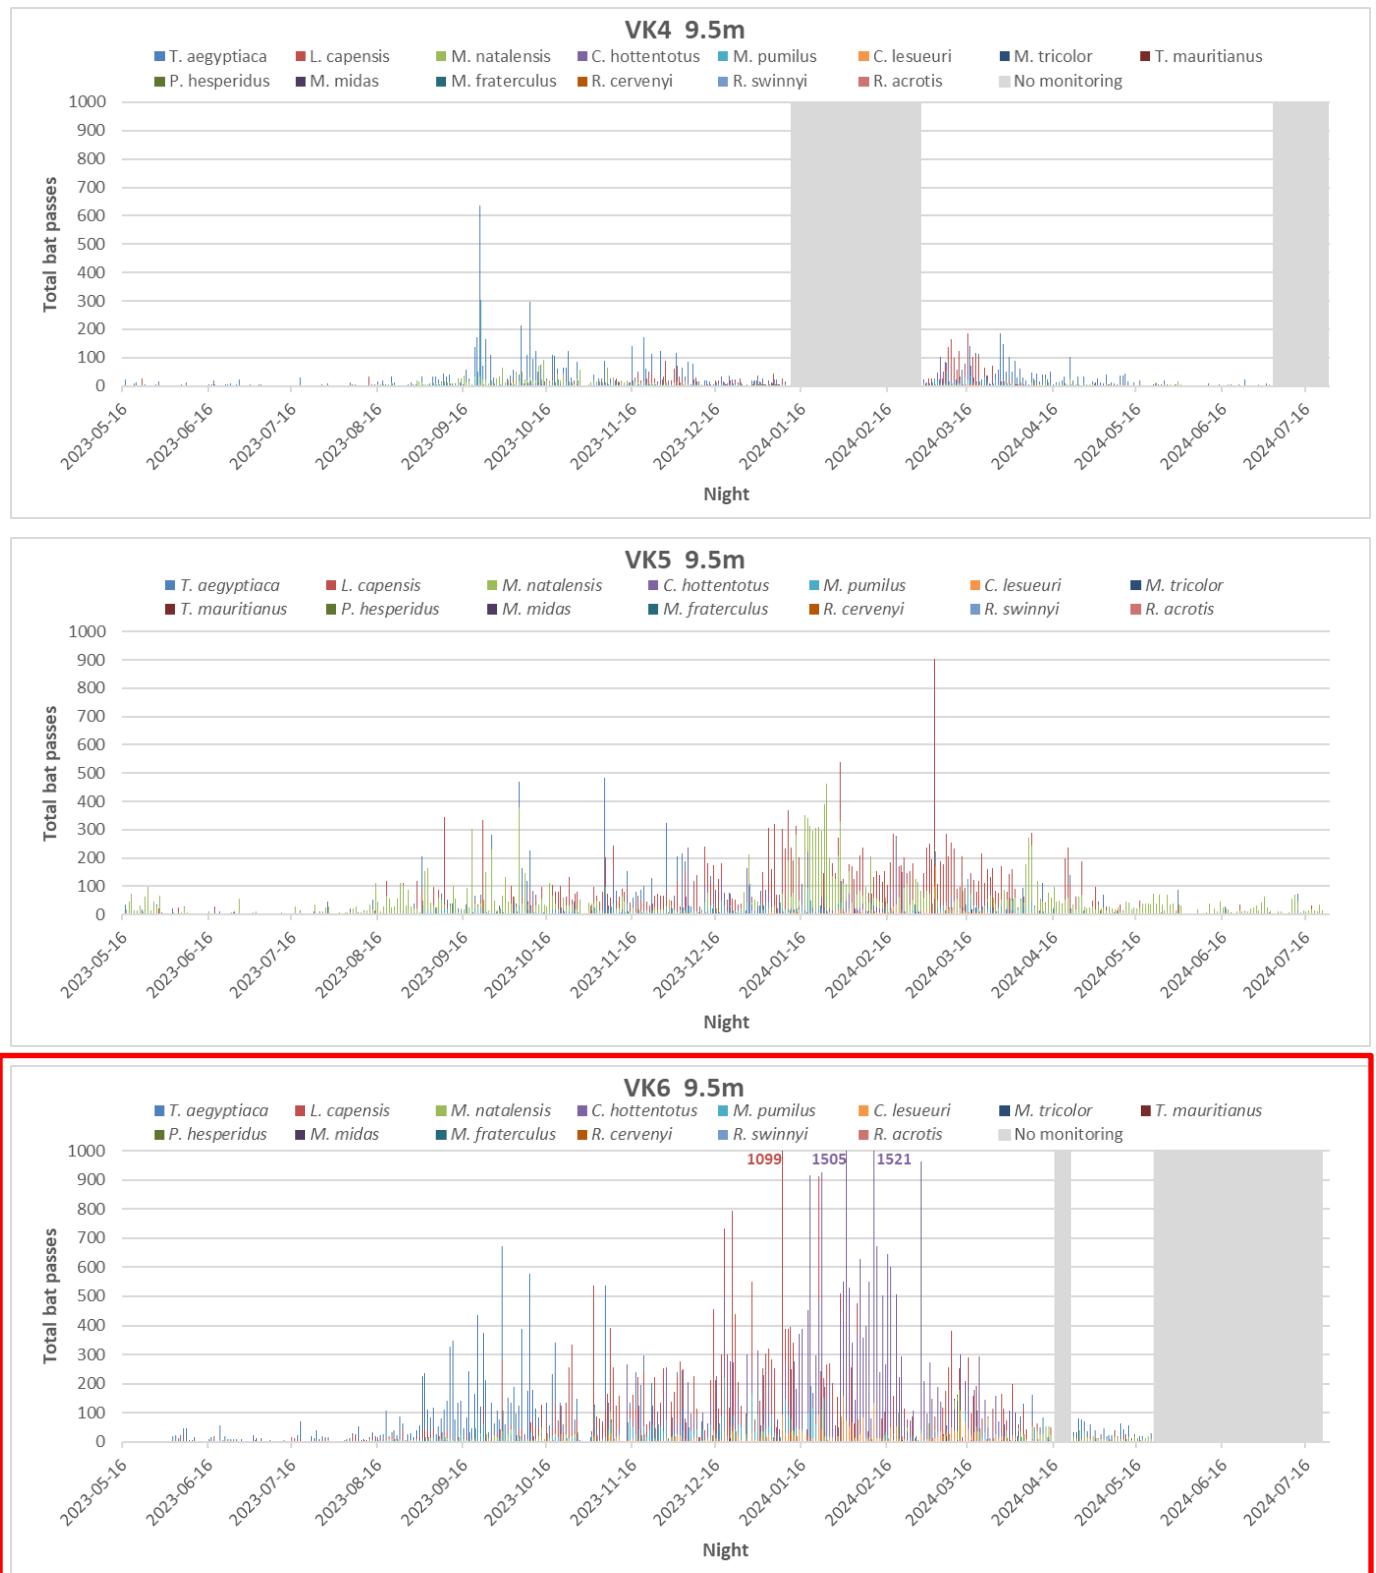 VK4 9.5m
T. aegyptiaca L. capensis M. natalensis C. hottentotus M. pumilus C. lesueuri M. tricolor T. mauritianus
P. hesperidus M. midas M. fraterculus R. cervenyi R. swinnyi R. acrotis No monitoring
1000
900
800
700
600
500
400
300
200
100
0
Total bat passes
2023-05-16 2023-06-16 2023-07-16 2023-08-16 2023-09-16 2023-10-16 2023-11-16 2023-12-16 2024-01-16 2024-02-16 2024-03-16 2024-04-16 2024-05-16 2024-06-16 2024-07-16
Night
VK5 9.5m
T. aegyptiaca L. capensis M. natalensis C. hottentotus M. pumilus C. lesueuri M. tricolor
T. mauritianus P. hesperidus M. midas M. fraterculus R. cervenyi R. swinnyi R. acrotis
1000
900
800
700
600
500
400
300
200
100
0
Total bat passes
2023-05-16 2023-06-16 2023-07-16 2023-08-16 2023-09-16 2023-10-16 2023-11-16 2023-12-16 2024-01-16 2024-02-16 2024-03-16 2024-04-16 2024-05-16 2024-06-16 2024-07-16
Night
VK6 9.5m
T. aegyptiaca L. capensis M. natalensis C. hottentotus M. pumilus C. lesueuri M. tricolor T. mauritianus
P. hesperidus M. midas M. fraterculus R. cervenyi R. swinnyi R. acrotis No monitoring
1099 1505 1521
1000
900
800
700
600
500
400
300
200
100
0
Total bat passes
2023-05-16 2023-06-16 2023-07-16 2023-08-16 2023-09-16 2023-10-16 2023-11-16 2023-12-16 2024-01-16 2024-02-16 2024-03-16 2024-04-16 2024-05-16 2024-06-16 2024-07-16
Night